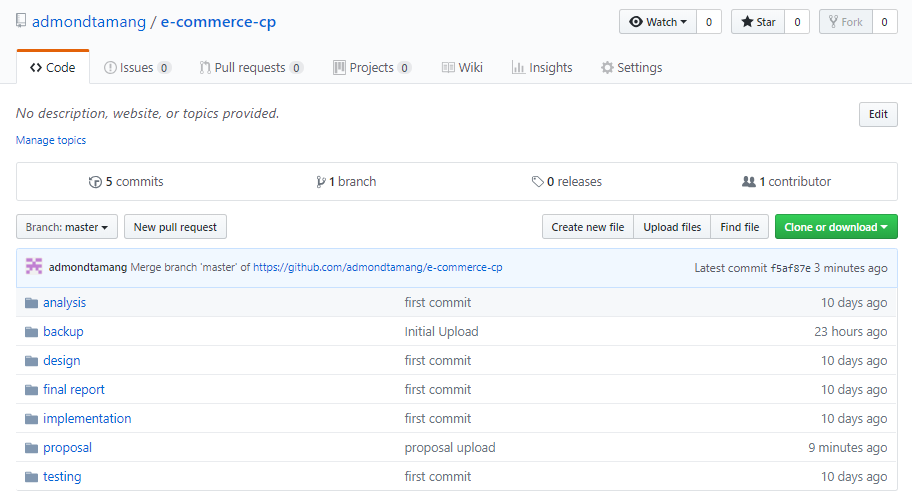 admondtamang / e-commerce-cp Watch 0 Star 0 Fork 0
Code Issues 0 Pull requests 0 Projects 0 Wiki Insights Settings
No description, website, or topics provided. Edit
Manage topics
5 commits 1 branch 0 releases 1 contributor
Branch: master New pull request Create new file Upload files Find file Clone or download
admondtamang Merge branch 'master' of https://github.com/admondtamang/e-commerce-cp Latest commit f5af87e 3 minutes ago
analysis first commit 10 days ago
backup Initial Upload 23 hours ago
design first commit 10 days ago
final report first commit 10 days ago
implementation first commit 10 days ago
proposal proposal upload 9 minutes ago
testing first commit 10 days ago